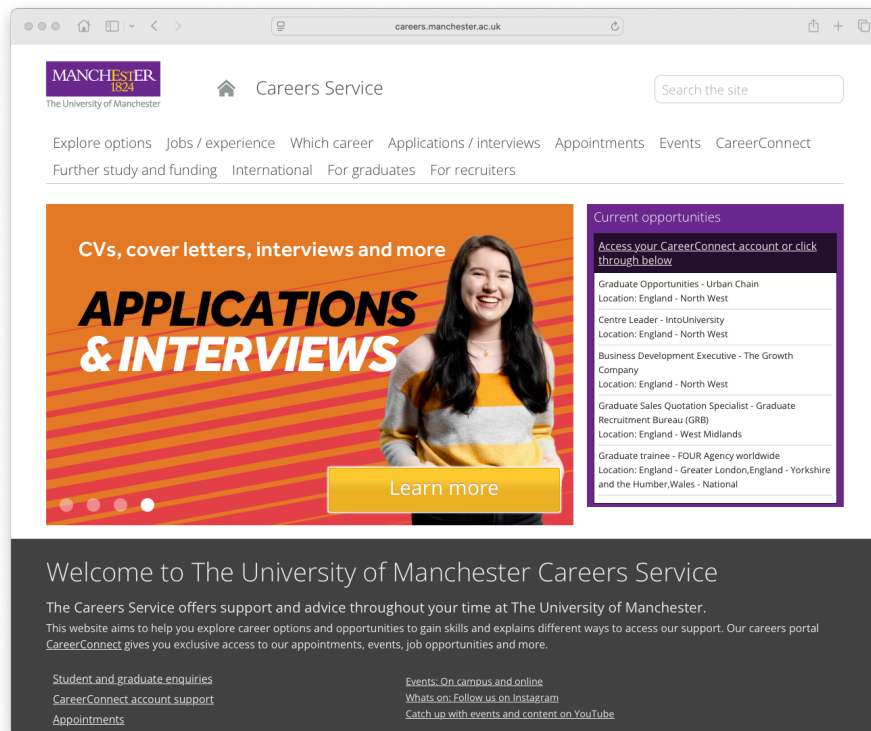 careers.manchester.ac.uk
MANCHESTER
1824
The University of Manchester
Careers Service
Search the site
Explore options Jobs / experience Which career Applications / interviews Appointments Events CareerConnect
Further study and funding International For graduates For recruiters
CVs, cover letters, interviews and more
APPLICATIONS
& INTERVIEWS
Learn more
Current opportunities
Access your CareerConnect account or click
through below
Graduate Opportunities - Urban Chain
Location: England - North West
Centre Leader - IntoUniversity
Location: England - North West
Business Development Executive - The Growth
Company
Location: England - North West
Graduate Sales Quotation Specialist - Graduate
Recruitment Bureau (GRB)
Location: England - West Midlands
Graduate trainee - FOUR Agency worldwide
Location: England - Greater London,England - Yorkshire
and the Humber,Wales - National
Welcome to The University of Manchester Careers Service
The Careers Service offers support and advice throughout your time at The University of Manchester.
This website aims to help you explore career options and opportunities to gain skills and explains different ways to access our support. Our careers portal
CareerConnect gives you exclusive access to our appointments, events, job opportunities and more.
Student and graduate enquiries
CareerConnect account support
Appointments
Events: On campus and online
Whats on: Follow us on Instagram
Catch up with events and content on YouTube